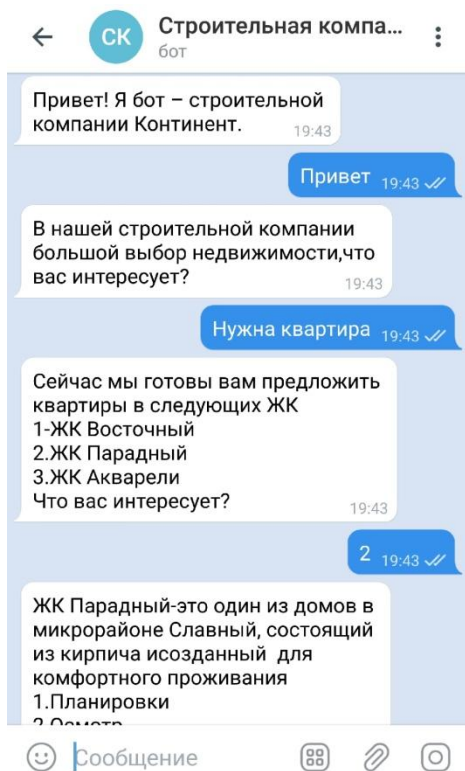 СК
Строительная компа...
бот
Привет! Я бот – строительной
компании Континент.
19:43
Привет 19:43
В нашей строительной компании
большой выбор недвижимости,что
вас интересует?
19:43
Нужна квартира 19:43
Сейчас мы готовы вам предложить
квартиры в следующих ЖК
1-ЖК Восточный
2.ЖК Парадный
3.ЖК Акварели
Что вас интересует?
19:43
2 19:43
ЖК Парадный-это один из домов в
микрорайоне Славный, состоящий
из кирпича исозданный для
комфортного проживания
1.Планировки
2.Осмотр
Сообщение